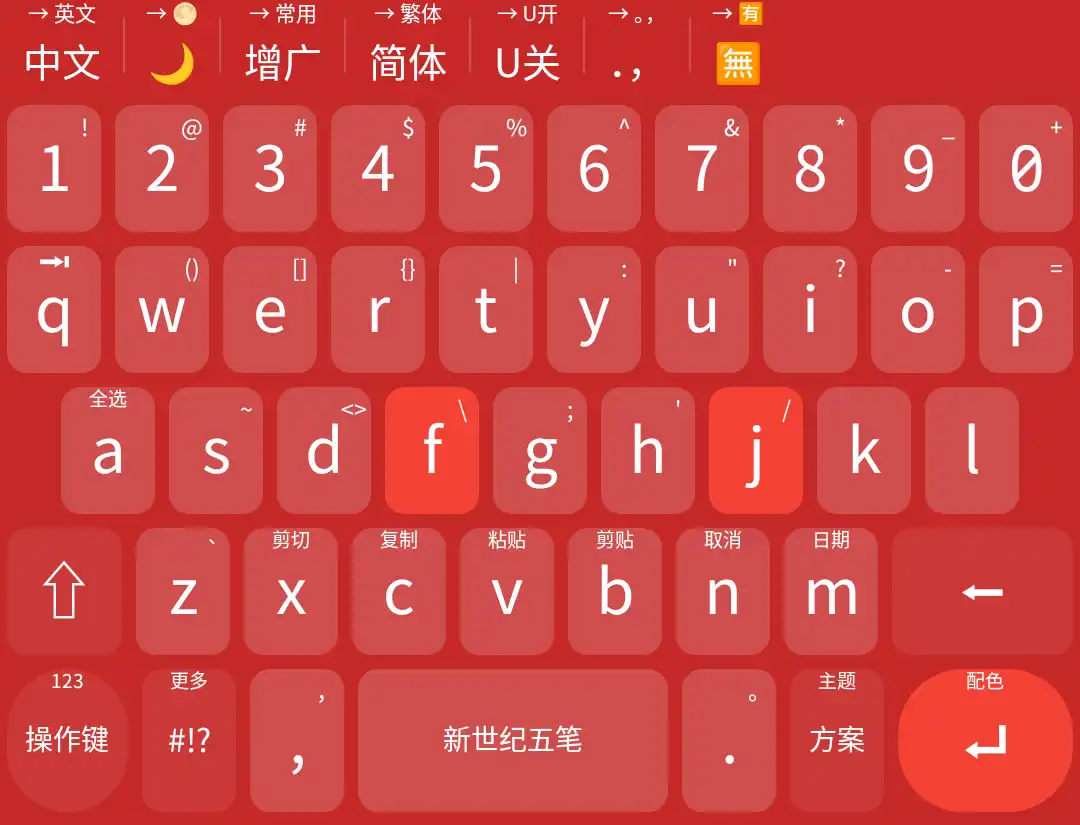 → 英文 → 🌕 → 常用 → 繁体 → U开 → 。， → 🈶
中文 🌙 增广 简体 U关 ．， 🈚
! @ # $ % ^ & * _ +
1 2 3 4 5 6 7 8 9 0
⇥ () [] {} | : " ? - =
q w e r t y u i o p
全选 ~ <> \ ; ' /
a s d f g h j k l
、 剪切 复制 粘贴 剪贴 取消 日期
⇧ z x c v b n m ←
123 更多 ， 。 主题 配色
操作键 #!? , 新世纪五笔 . 方案 ↵